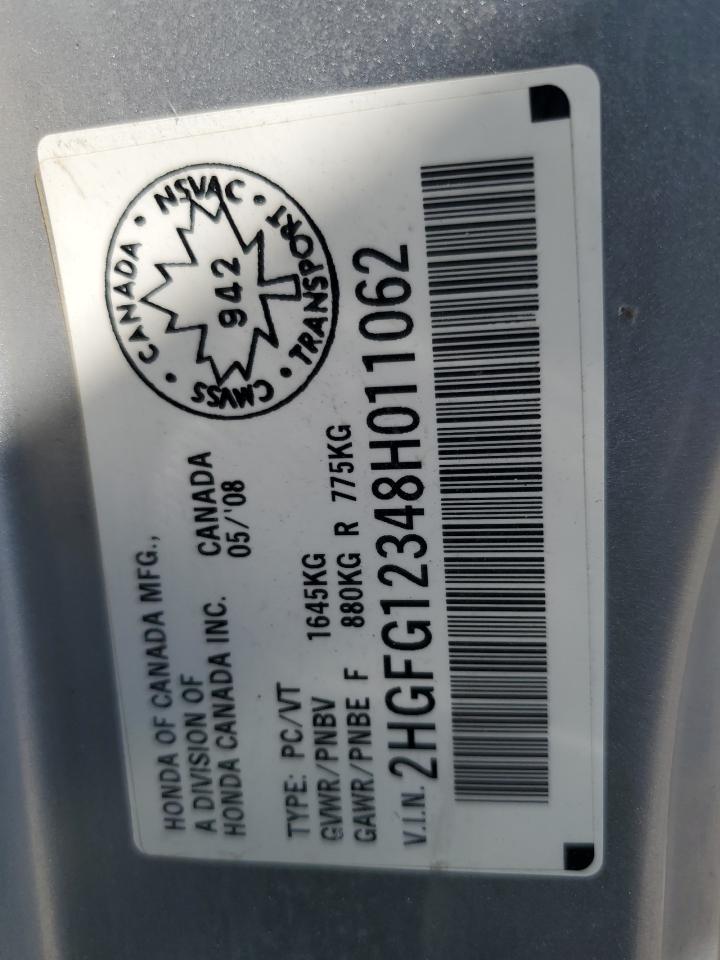 HONDA OF CANADA MFG.,
A DIVISION OF
HONDA CANADA INC. CANADA
05/'08
TYPE: PC/VT
GVWR/PNBV 1645KG
GAWR/PNBE F 880KG R 775KG
V.I.N. 2HGFG12348H011062
CANADA • NSVAC • TRANSPORT • CMVSS •
942